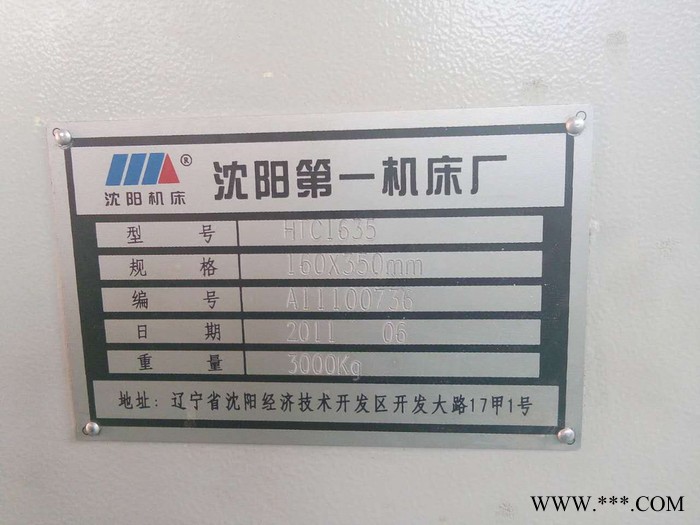 沈阳机床 ® 沈阳第一机床厂
型 号 HTC1635
规 格 160X350mm
编 号 A11100736
日 期 2011 06
重 量 3000Kg
地址: 辽宁省沈阳经济技术开发区开发大路17甲1号
WWW.***.COM